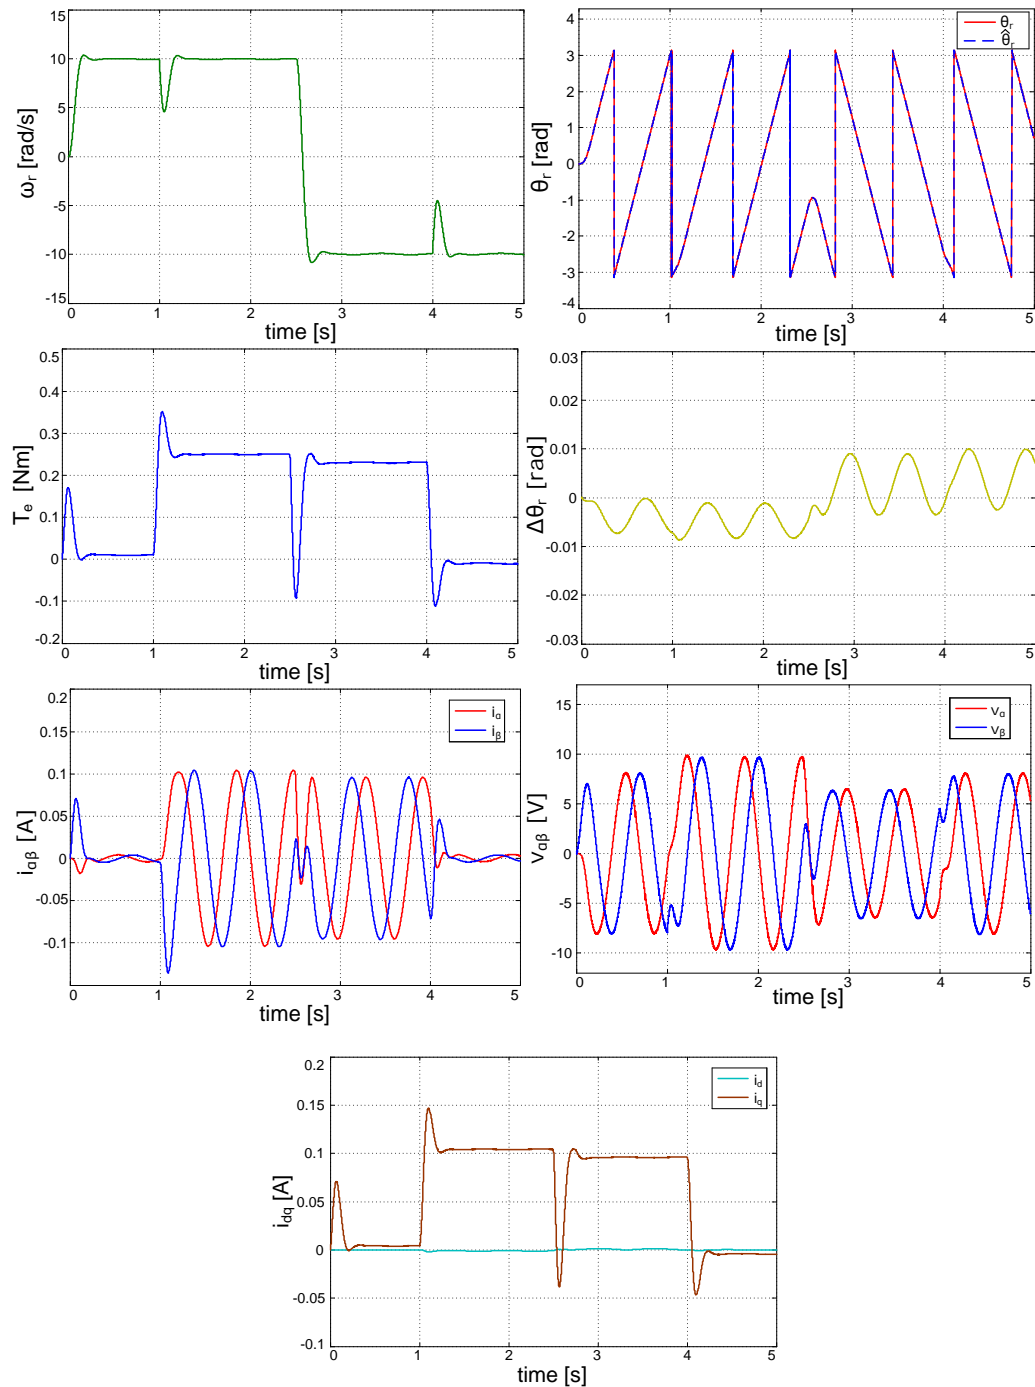 15
10
5
0
-5
-10
-15
ω_r [rad/s]
0 1 2 3 4 5
time [s]
4
3
2
1
0
-1
-2
-3
-4
θ_r [rad]
θ_r
θ̂_r
0 1 2 3 4 5
time [s]
0.5
0.4
0.3
0.2
0.1
0
-0.1
-0.2
T_e [Nm]
0 1 2 3 4 5
time [s]
0.03
0.02
0.01
0
-0.01
-0.02
-0.03
Δθ_r [rad]
0 1 2 3 4 5
time [s]
0.2
0.15
0.1
0.05
0
-0.05
-0.1
i_αβ [A]
i_α
i_β
0 1 2 3 4 5
time [s]
15
10
5
0
-5
-10
v_αβ [V]
v_α
v_β
0 1 2 3 4 5
time [s]
0.2
0.15
0.1
0.05
0
-0.05
-0.1
i_dq [A]
i_d
i_q
0 1 2 3 4 5
time [s]